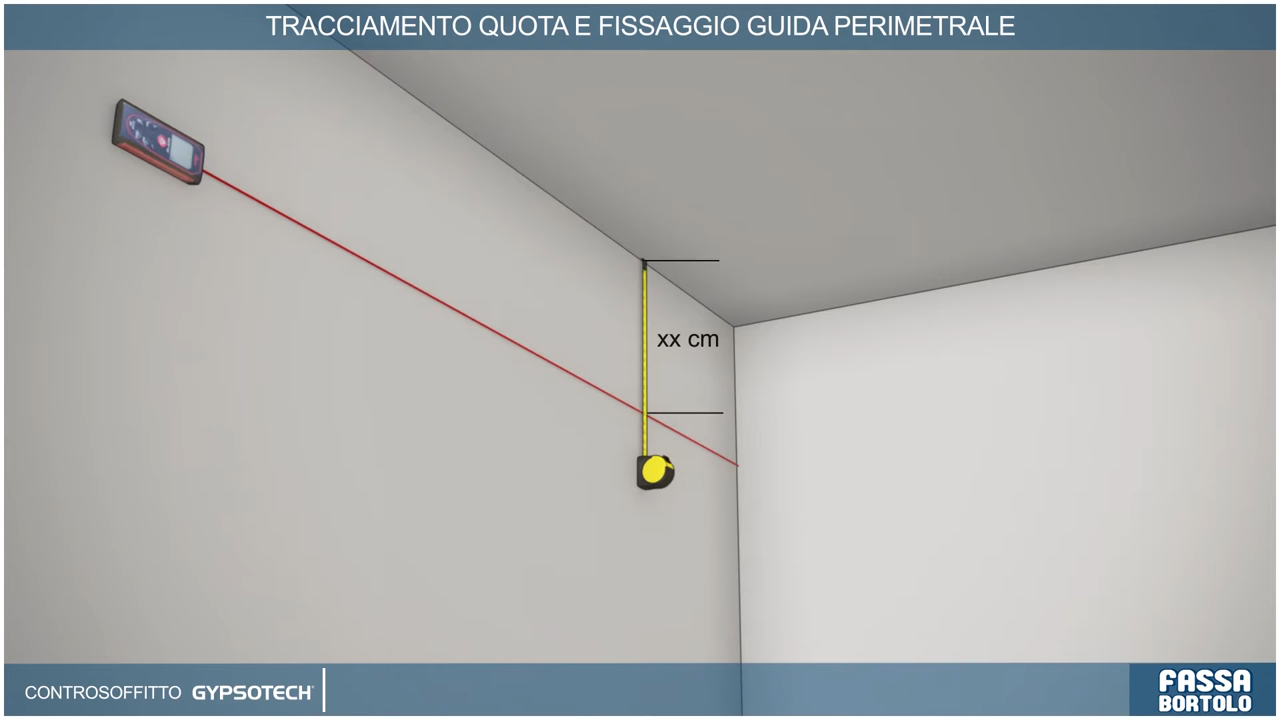 TRACCIAMENTO QUOTA E FISSAGGIO GUIDA PERIMETRALE
xx cm
CONTROSOFFITTO GYPSOTECH
FASSA
BORTOLO